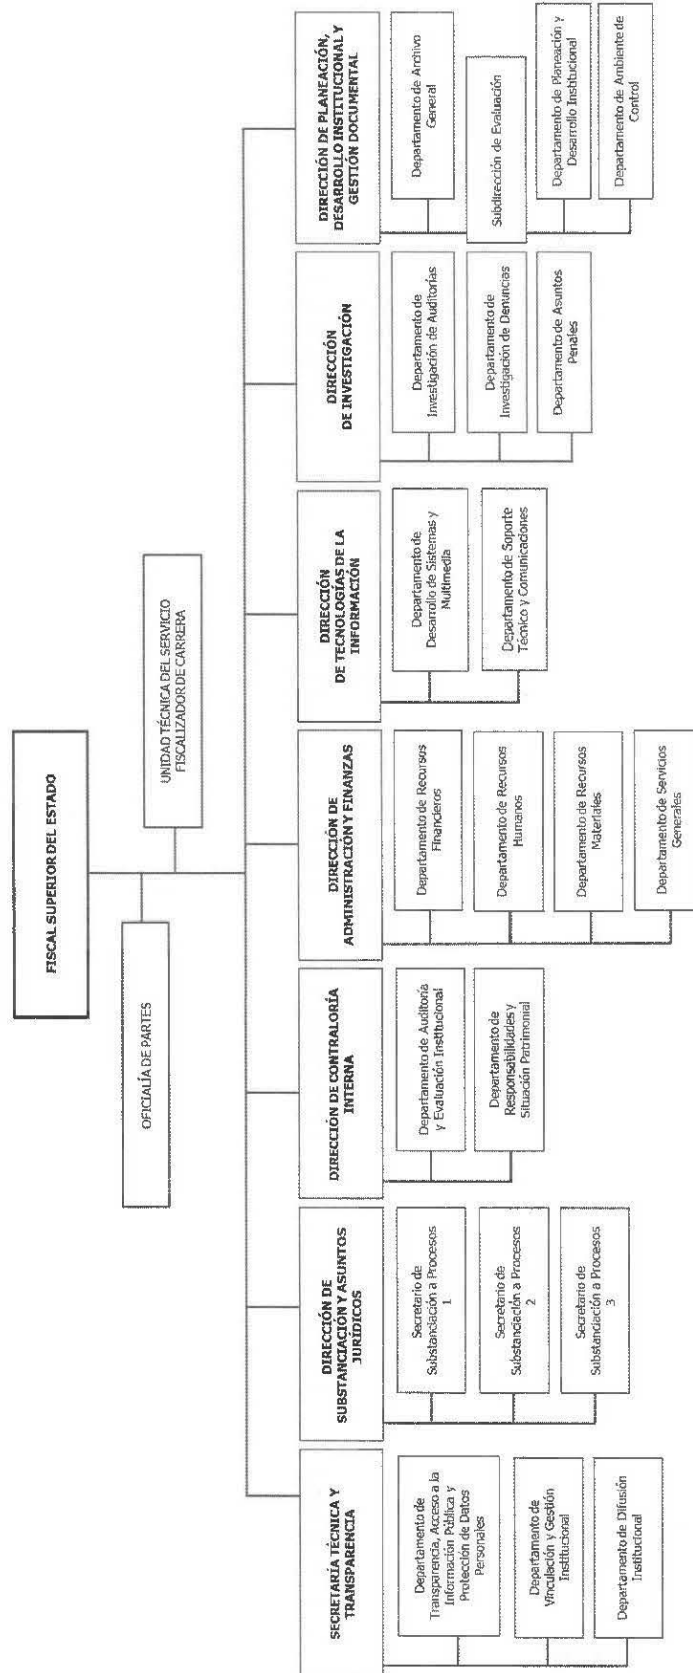 FISCAL SUPERIOR DEL ESTADO
OFICIALÍA DE PARTES
UNIDAD TÉCNICA DEL SERVICIO
FISCALIZADOR DE CARRERA
SECRETARÍA TÉCNICA Y
TRANSPARENCIA
Departamento de
Transparencia, Acceso a la
Información Pública y
Protección de Datos
Personales
Departamento de
Vinculación y Gestión
Institucional
Departamento de Difusión
Institucional
DIRECCIÓN DE
SUBSTANCIACIÓN Y ASUNTOS
JURÍDICOS
Secretario de
Substanciación a Procesos
1
Secretario de
Substanciación a Procesos
2
Secretario de
Substanciación a Procesos
3
DIRECCIÓN DE CONTRALORÍA
INTERNA
Departamento de Auditoría
y Evaluación Institucional
Departamento de
Responsabilidades y
Situación Patrimonial
DIRECCIÓN DE
ADMINISTRACIÓN Y FINANZAS
Departamento de Recursos
Financieros
Departamento de Recursos
Humanos
Departamento de Recursos
Materiales
Departamento de Servicios
Generales
DIRECCIÓN
DE TECNOLOGÍAS DE LA
INFORMACIÓN
Departamento de
Desarrollo de Sistemas y
Multimedia
Departamento de Soporte
Técnico y Comunicaciones
DIRECCIÓN
DE INVESTIGACIÓN
Departamento de
Investigación de Auditorías
Departamento de
Investigación de Denuncias
Departamento de Asuntos
Penales
DIRECCIÓN DE PLANEACIÓN,
DESARROLLO INSTITUCIONAL Y
GESTIÓN DOCUMENTAL
Departamento de Archivo
General
Subdirección de Evaluación
Departamento de Planeación y
Desarrollo Institucional
Departamento de Ambiente de
Control